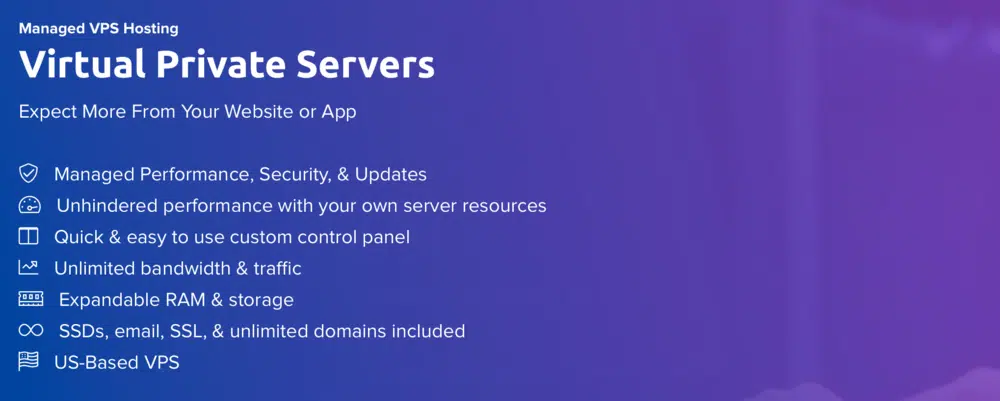 Managed VPS Hosting
Virtual Private Servers
Expect More From Your Website or App
Managed Performance, Security, & Updates
Unhindered performance with your own server resources
Quick & easy to use custom control panel
Unlimited bandwidth & traffic
Expandable RAM & storage
SSDs, email, SSL, & unlimited domains included
US-Based VPS